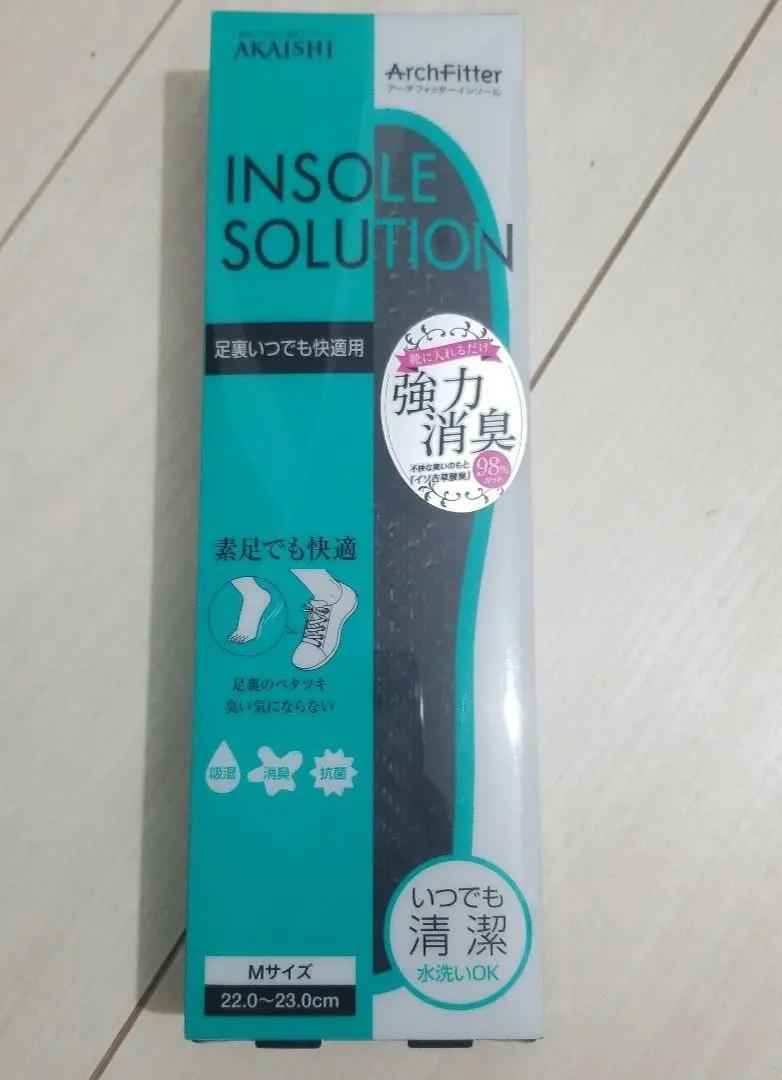 AKAISHI
ArchFitter
アーチフィッターインソール
INSOLE
SOLUTION
足裏いつでも快適用
靴に入れるだけ
強力
消臭
不快な臭いのもと
「イソ吉草酸臭」
98%
カット
素足でも快適
足裏のベタツキ
臭い気にならない
吸湿
消臭
抗菌
いつでも
清潔
水洗いOK
Mサイズ
22.0〜23.0cm